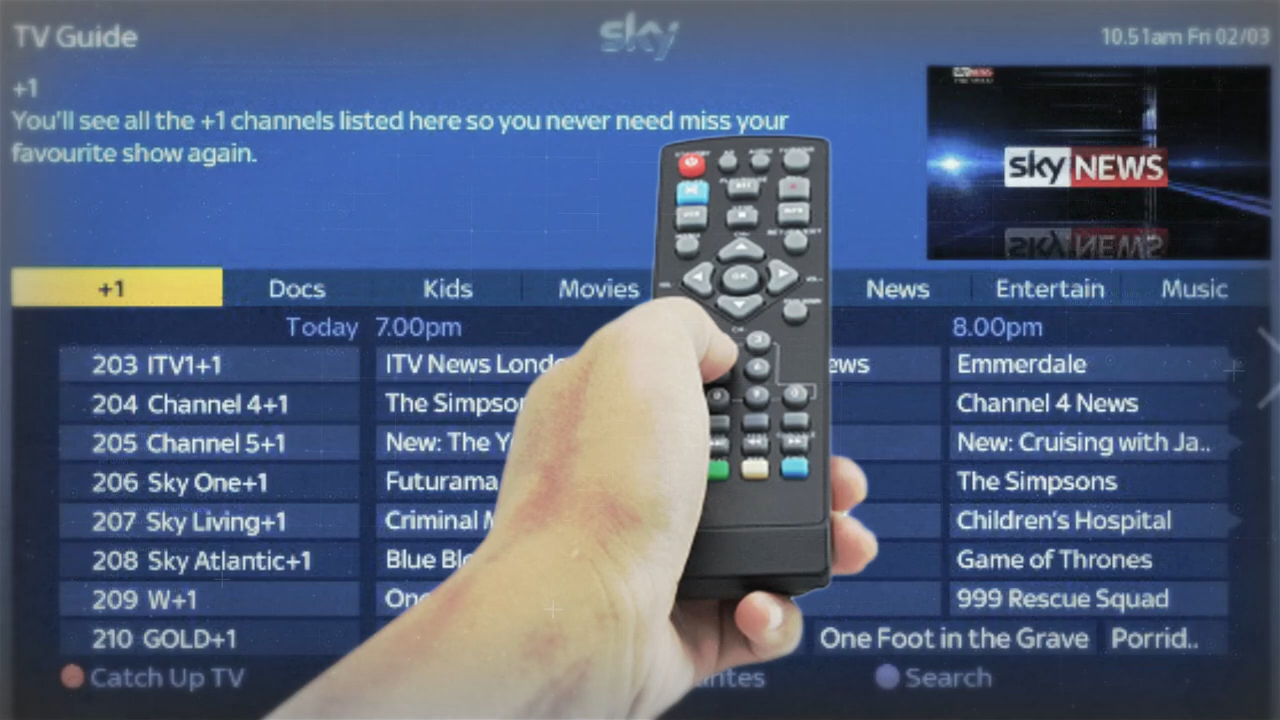 TV Guide
sky
10.51am Fri 02/03
+1
You'll see all the +1 channels listed here so you never need miss your
favourite show again.
sky NEWS
+1 Docs Kids Movies News Entertain Music
Today 7.00pm 8.00pm
203 ITV1+1 ITV News Emmerdale
204 Channel 4+1 The Channel 4 News
205 Channel 5+1 New: The New: Cruising with Ja..
206 Sky One+1 Futurama The Simpsons
207 Sky Living+1 Criminal Children's Hospital
208 Sky Atlantic+1 Blue Game of Thrones
209 W+1 999 Rescue Squad
210 GOLD+1 One Foot in the Grave Porrid..
Catch Up TV Search
OK